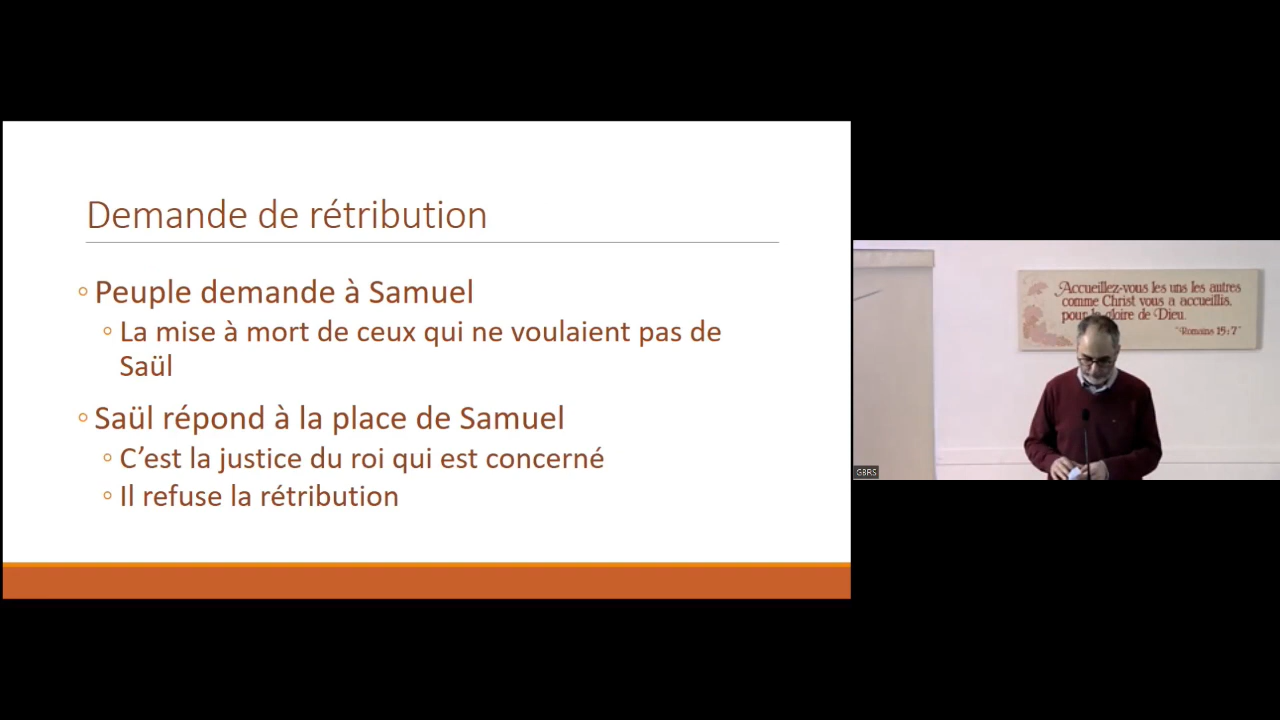 Demande de rétribution
Peuple demande à Samuel
La mise à mort de ceux qui ne voulaient pas de
Saül
Saül répond à la place de Samuel
C’est la justice du roi qui est concerné
Il refuse la rétribution
Accueillez-vous les uns les autres
comme Christ vous a accueillis,
pour la gloire de Dieu.
"Romains 15:7"
GBRS